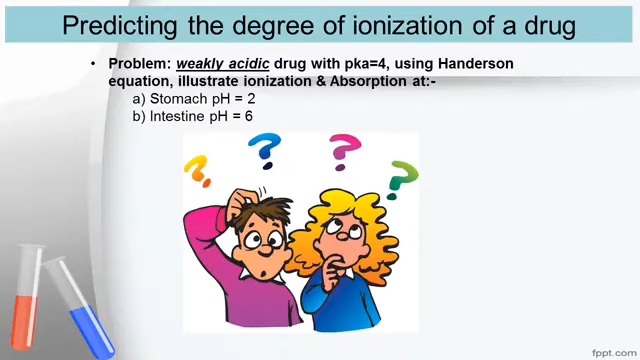 Predicting the degree of ionization of a drug
• Problem: weakly acidic drug with pka=4, using Handerson
equation, illustrate ionization & Absorption at:-
a) Stomach pH = 2
b) Intestine pH = 6
? ? ? ?
fppt.com